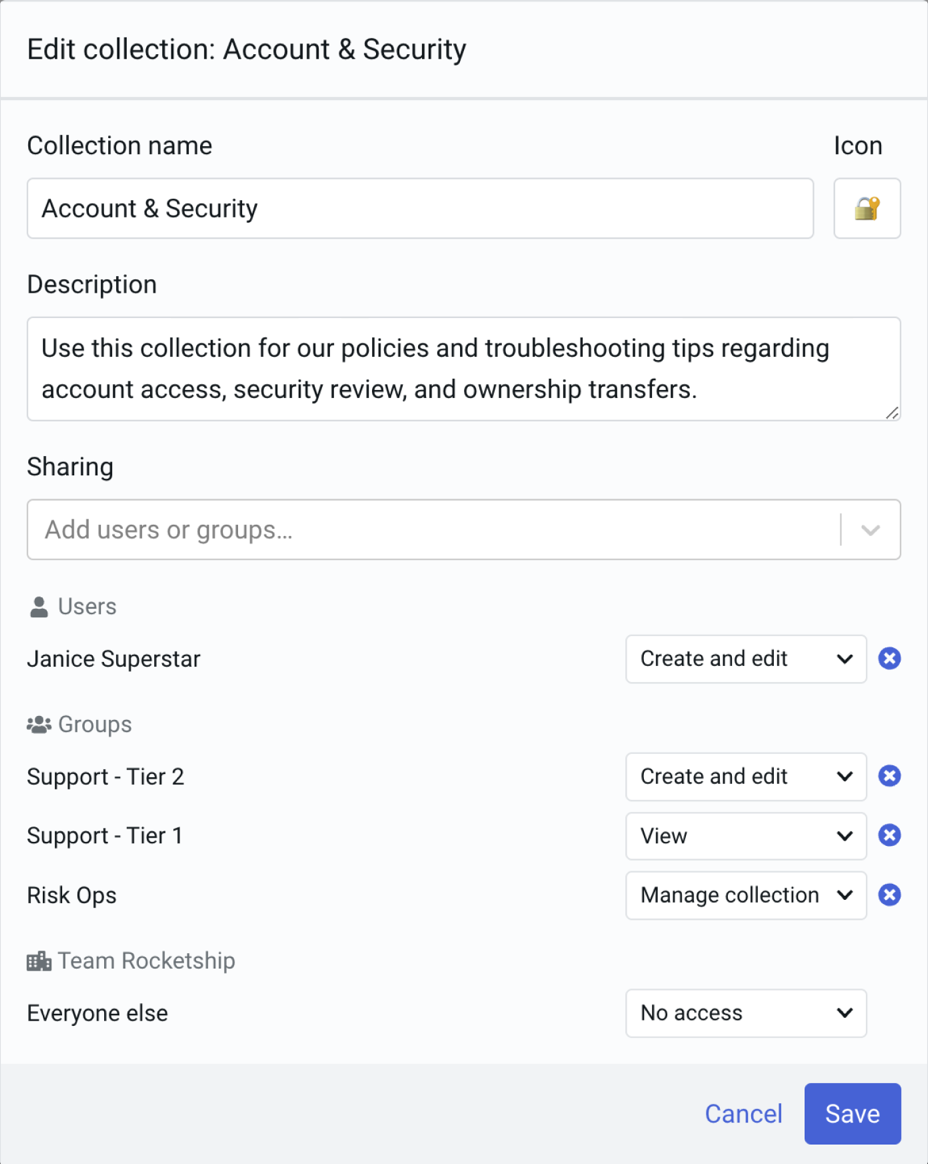 Edit collection: Account & Security
Collection name
Icon
Account & Security
Description
Use this collection for our policies and troubleshooting tips regarding
account access, security review, and ownership transfers.
Sharing
Add users or groups...
Users
Janice Superstar
Create and edit
Groups
Support - Tier 2
Create and edit
Support - Tier 1
View
Risk Ops
Manage collection
Team Rocketship
Everyone else
No access
Cancel
Save